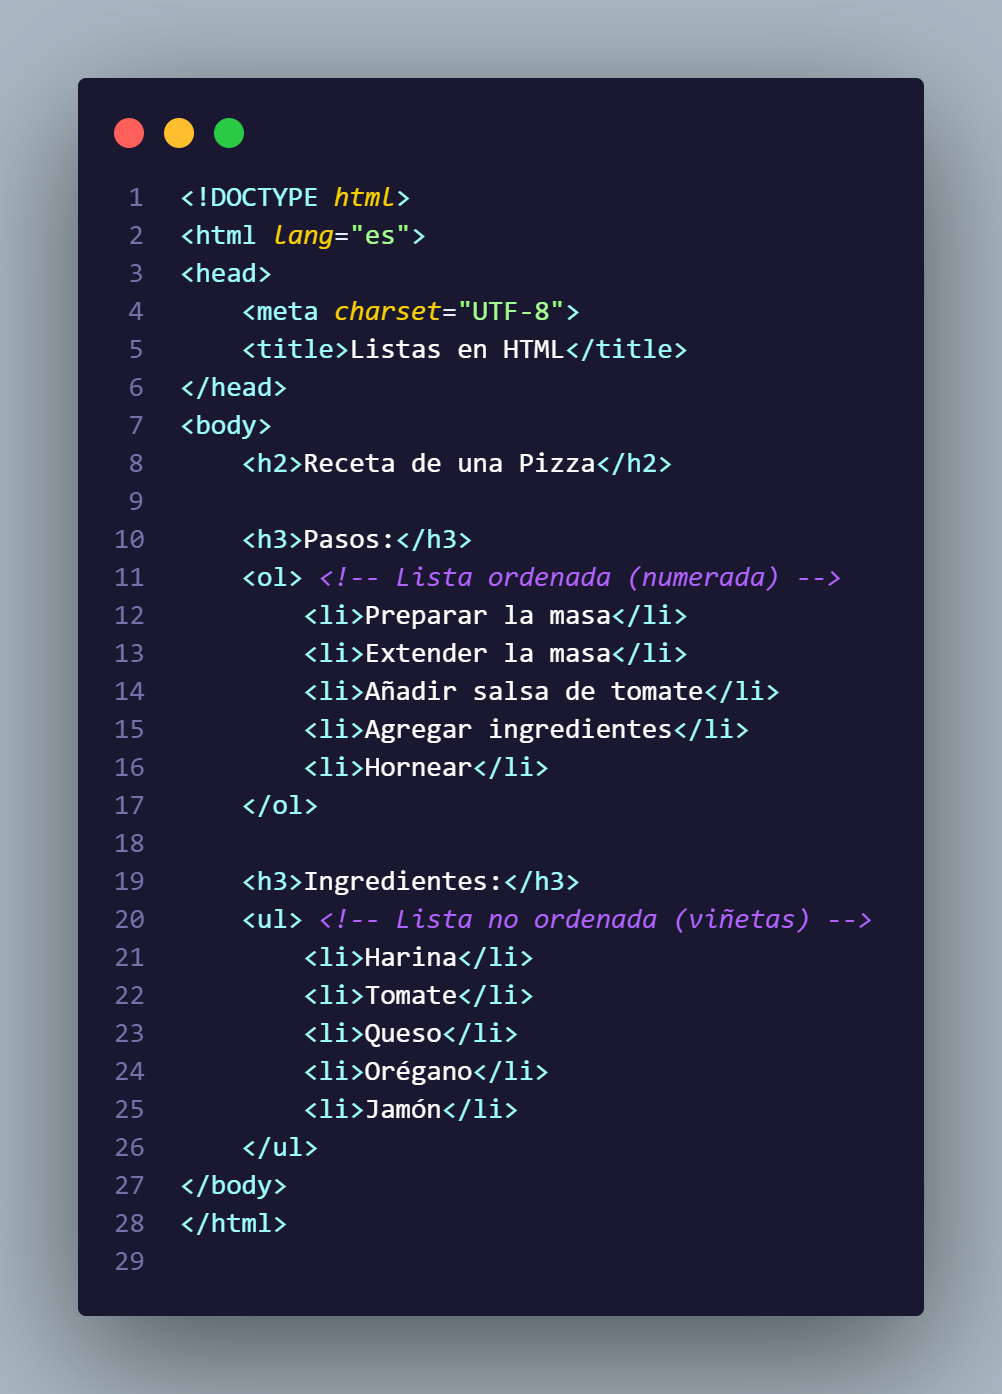 1 <!DOCTYPE html>
2 <html lang="es">
3 <head>
4     <meta charset="UTF-8">
5     <title>Listas en HTML</title>
6 </head>
7 <body>
8     <h2>Receta de una Pizza</h2>
9
10     <h3>Pasos:</h3>
11     <ol> <!-- Lista ordenada (numerada) -->
12         <li>Preparar la masa</li>
13         <li>Extender la masa</li>
14         <li>Añadir salsa de tomate</li>
15         <li>Agregar ingredientes</li>
16         <li>Hornear</li>
17     </ol>
18
19     <h3>Ingredientes:</h3>
20     <ul> <!-- Lista no ordenada (viñetas) -->
21         <li>Harina</li>
22         <li>Tomate</li>
23         <li>Queso</li>
24         <li>Orégano</li>
25         <li>Jamón</li>
26     </ul>
27 </body>
28 </html>
29